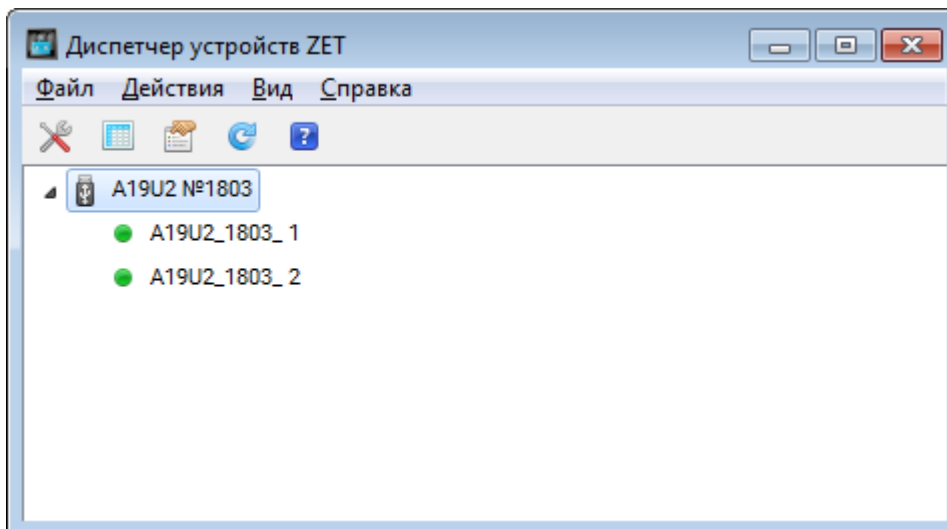 Диспетчер устройств ZET
Файл Действия Вид Справка
A19U2 №1803
A19U2_1803_ 1
A19U2_1803_ 2